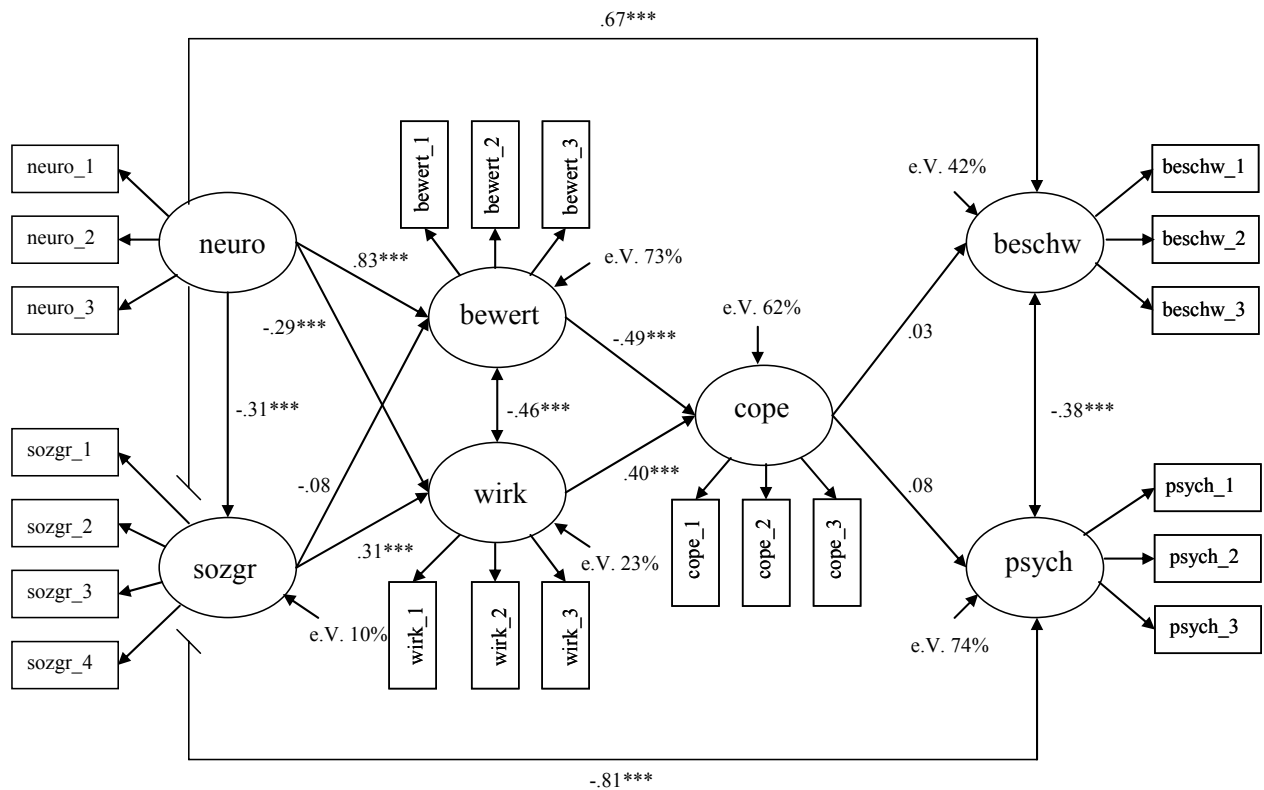 .67***
bewert_1
bewert_2
bewert_3
neuro_1
neuro_2
neuro_3
neuro
.83***
e.V. 73%
e.V. 42%
beschw
beschw_1
beschw_2
beschw_3
bewert
-.29***
e.V. 62%
-.49***
.03
-.31***
-.46***
cope
-.38***
sozgr_1
sozgr_2
sozgr_3
sozgr_4
-.08
wirk
.40***
.08
sozgr
.31***
e.V. 23%
cope_1
cope_2
cope_3
psych
psych_1
psych_2
psych_3
e.V. 10%
wirk_1
wirk_2
wirk_3
e.V. 74%
-.81***